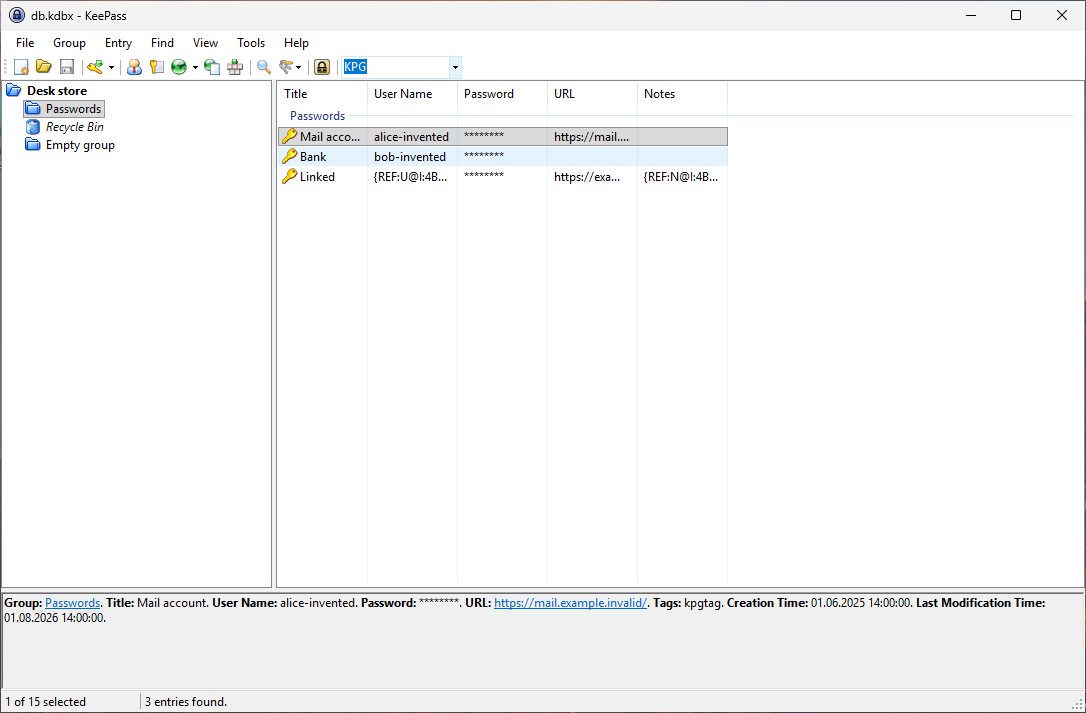 db.kdbx - KeePass
File Group Entry Find View Tools Help
KPG
Desk store
Passwords
Recycle Bin
Empty group
Title User Name Password URL Notes
Passwords
Mail acco... alice-invented ******** https://mail....
Bank bob-invented ********
Linked {REF:U@I:4B... ******** https://exa... {REF:N@I:4B...
Group: Passwords. Title: Mail account. User Name: alice-invented. Password: ********. URL: https://mail.example.invalid/. Tags: kpgtag. Creation Time: 01.06.2025 14:00:00. Last Modification Time:
01.08.2026 14:00:00.
1 of 15 selected 3 entries found.